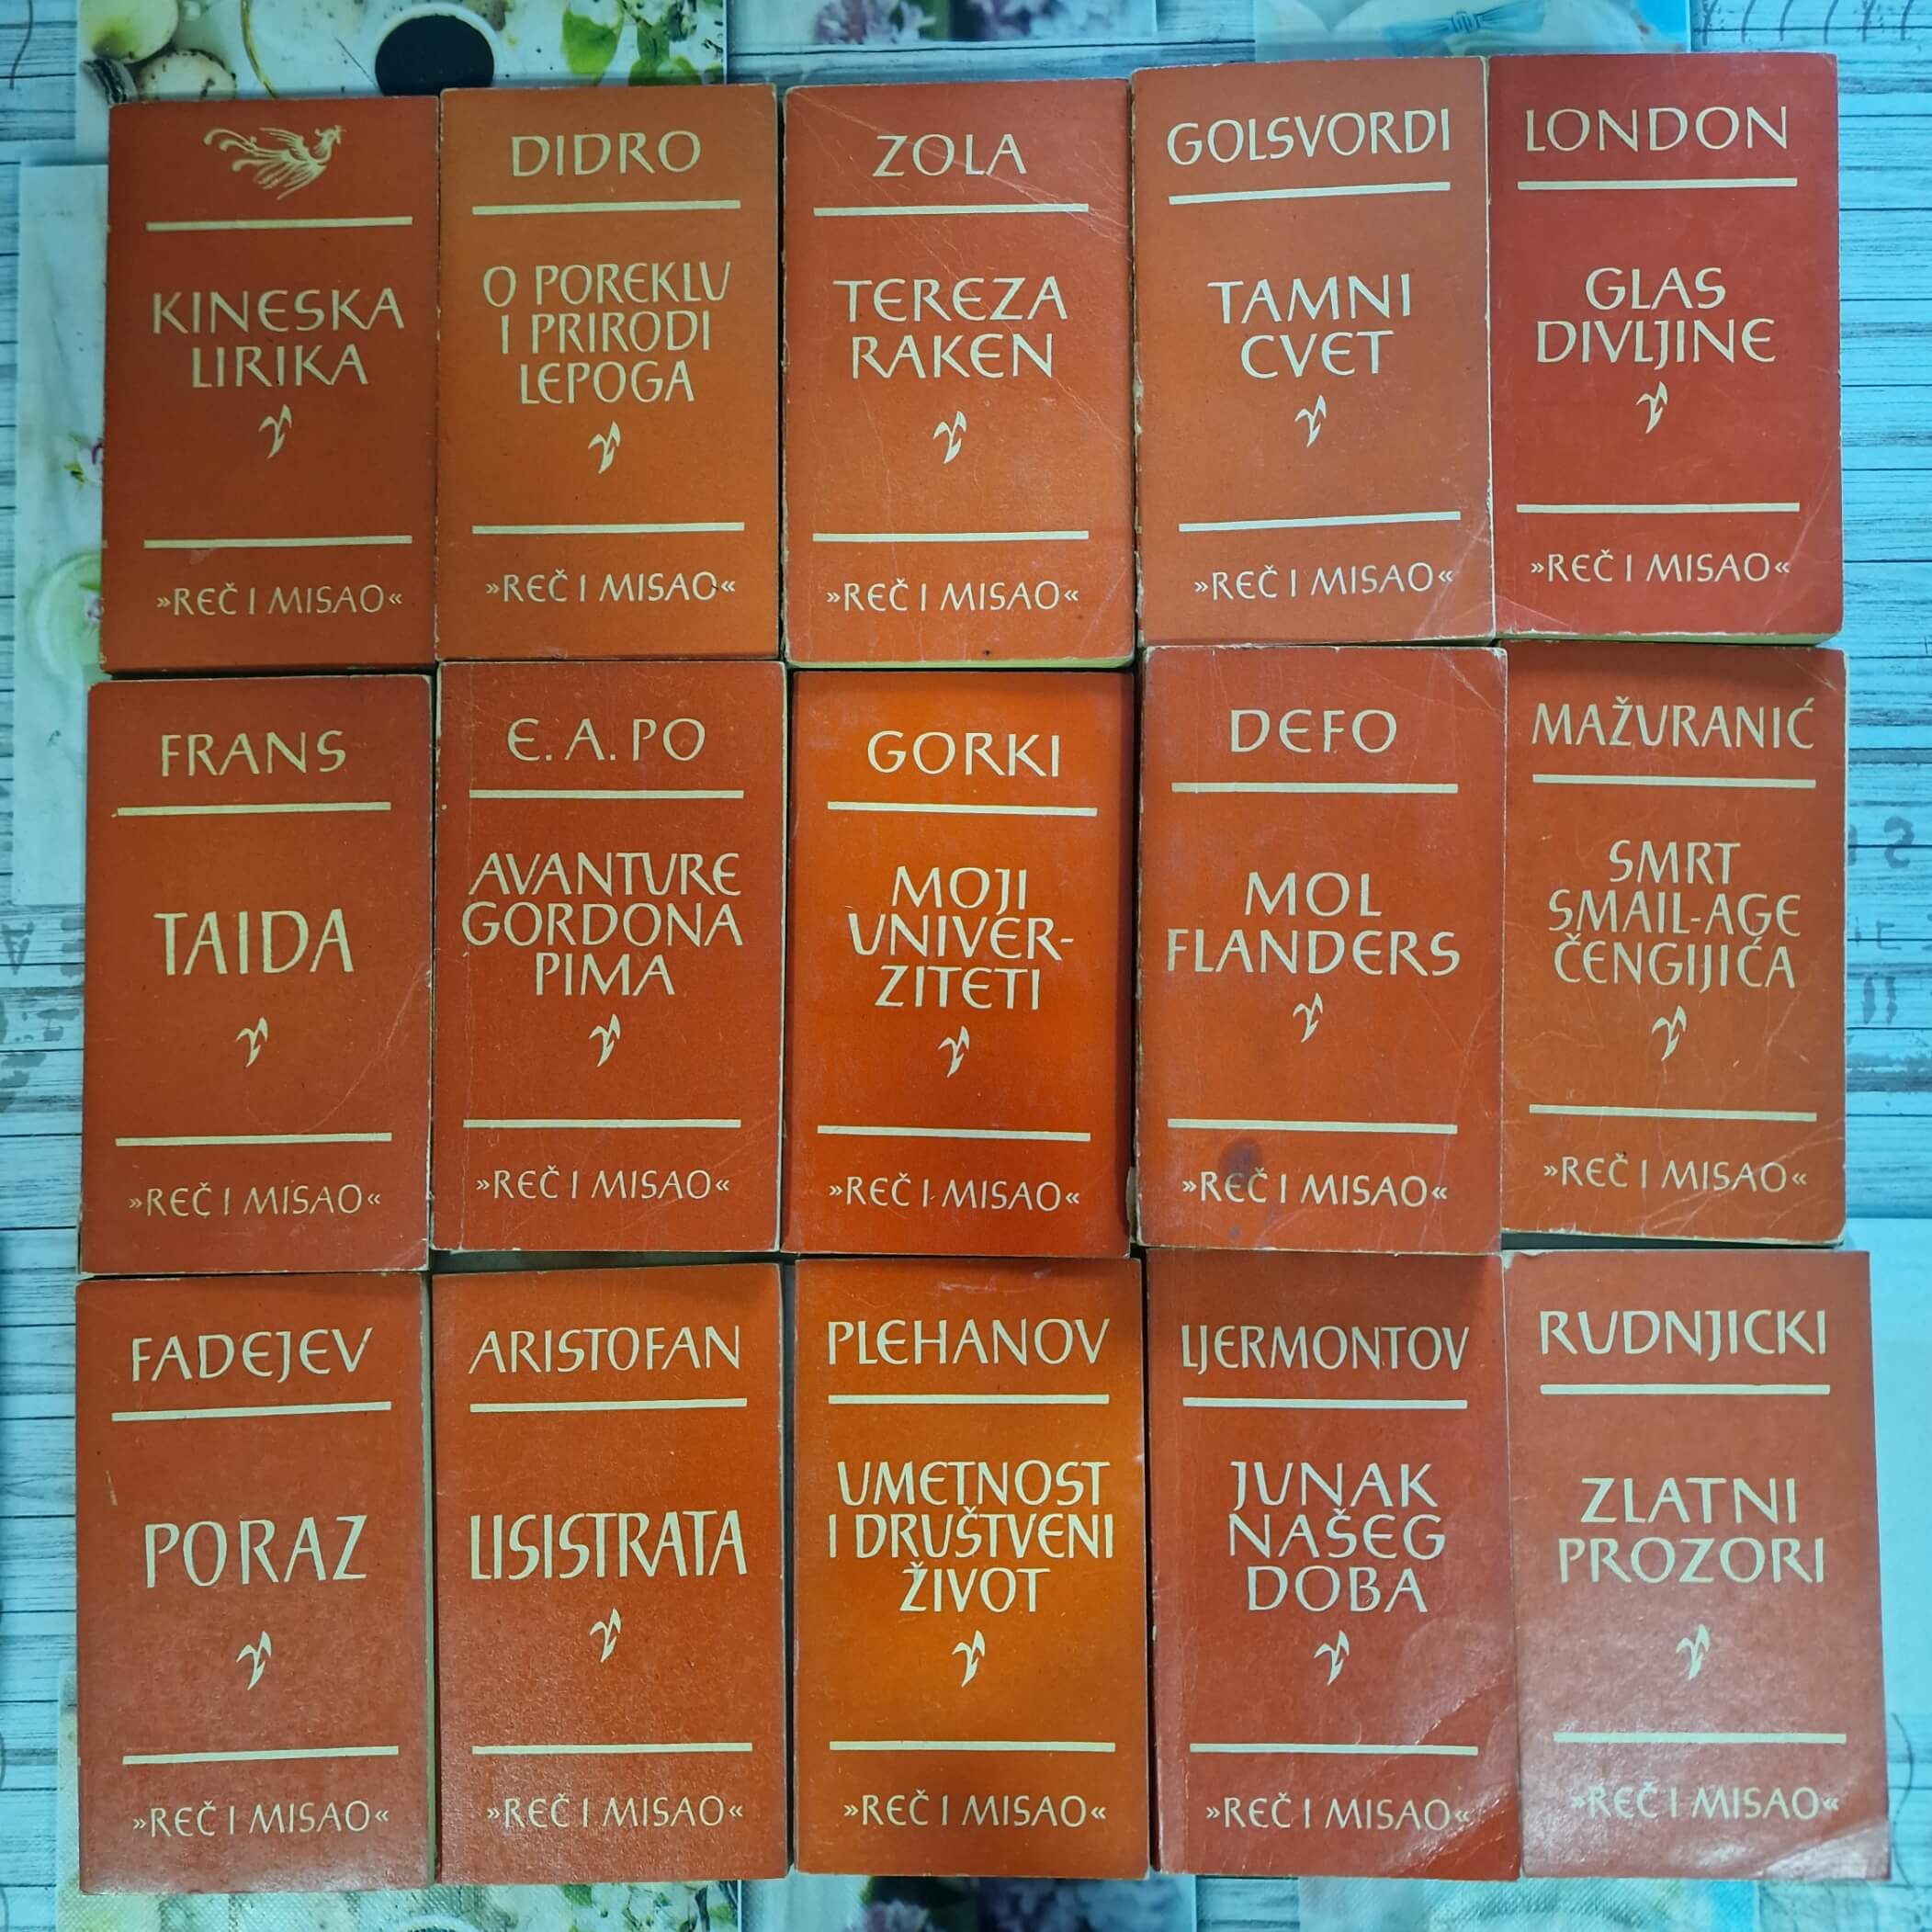 KINESKA
LIRIKA
»REČ I MISAO«
DIDRO
O POREKLU
I PRIRODI
LEPOGA
»REČ I MISAO«
ZOLA
TEREZA
RAKEN
»REČ I MISAO«
GOLSVORDI
TAMNI
CVET
»REČ I MISAO«
LONDON
GLAS
DIVLJINE
»REČ I MISAO«
FRANS
TAIDA
»REČ I MISAO«
E. A. PO
AVANTURE
GORDONA
PIMA
»REČ I MISAO«
GORKI
MOJI
UNIVER-
ZITETI
»REČ I MISAO«
DEFO
MOL
FLANDERS
»REČ I MISAO«
MAŽURANIĆ
SMRT
SMAIL-AGE
ČENGIJIĆA
»REČ I MISAO«
FADEJEV
PORAZ
»REČ I MISAO«
ARISTOFAN
LISISTRATA
»REČ I MISAO«
PLEHANOV
UMETNOST
I DRUŠTVENI
ŽIVOT
»REČ I MISAO«
LJERMONTOV
JUNAK
NAŠEG
DOBA
»REČ I MISAO«
RUDNJICKI
ZLATNI
PROZORI
»REČ I MISAO«